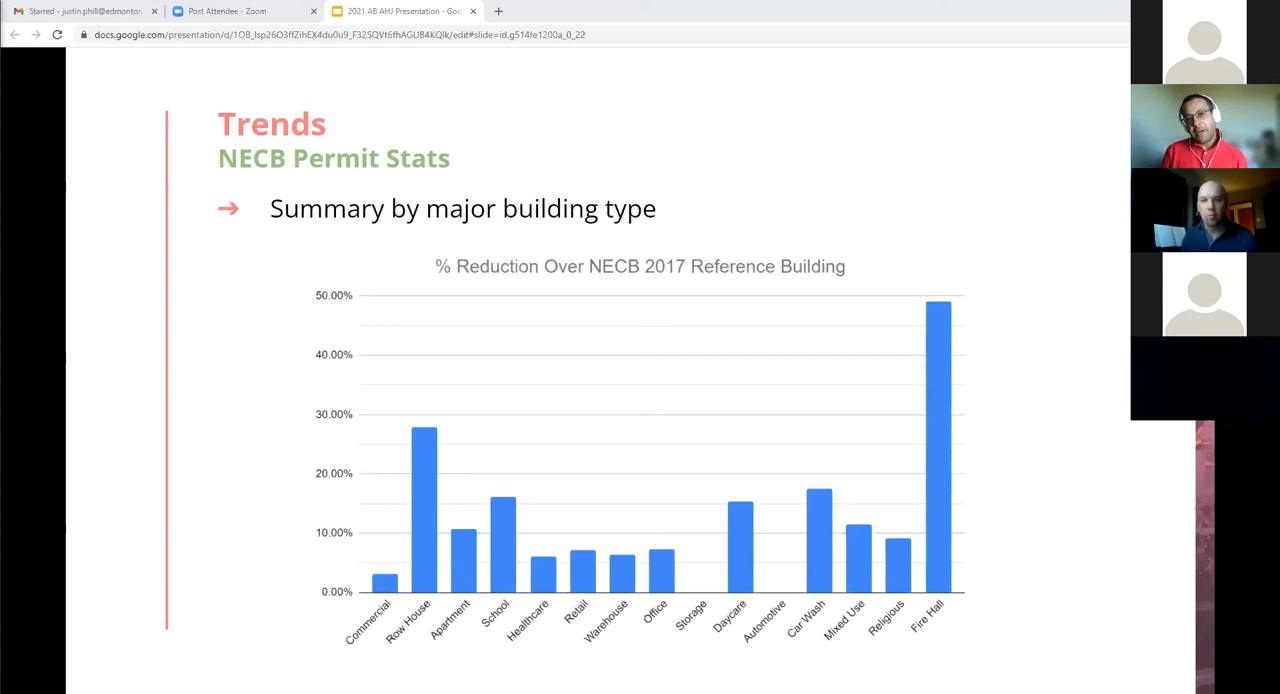 Starred - justin.phill@edmonton
Post Attendee - Zoom
2021 AB AHJ Presentation - Goo
docs.google.com/presentation/d/1OB_lsp26O3ffZihEX4du0u9_F32SQVt6fhAGUB4KQlk/edit#slide=id.g514fe1200a_0_22
Trends
NECB Permit Stats
➔ Summary by major building type
% Reduction Over NECB 2017 Reference Building
50.00%
40.00%
30.00%
20.00%
10.00%
0.00%
Commercial
Row House
Apartment
School
Healthcare
Retail
Warehouse
Office
Storage
Daycare
Automotive
Car Wash
Mixed Use
Religious
Fire Hall